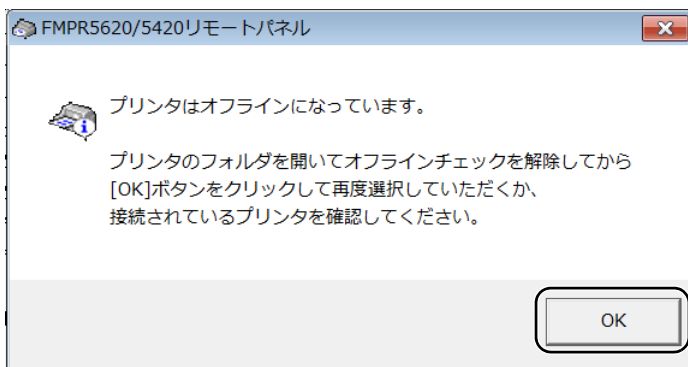 FMPR5620/5420リモートパネル
プリンタはオフラインになっています。
プリンタのフォルダを開いてオフラインチェックを解除してから
[OK]ボタンをクリックして再度選択していただくか、
接続されているプリンタを確認してください。
OK